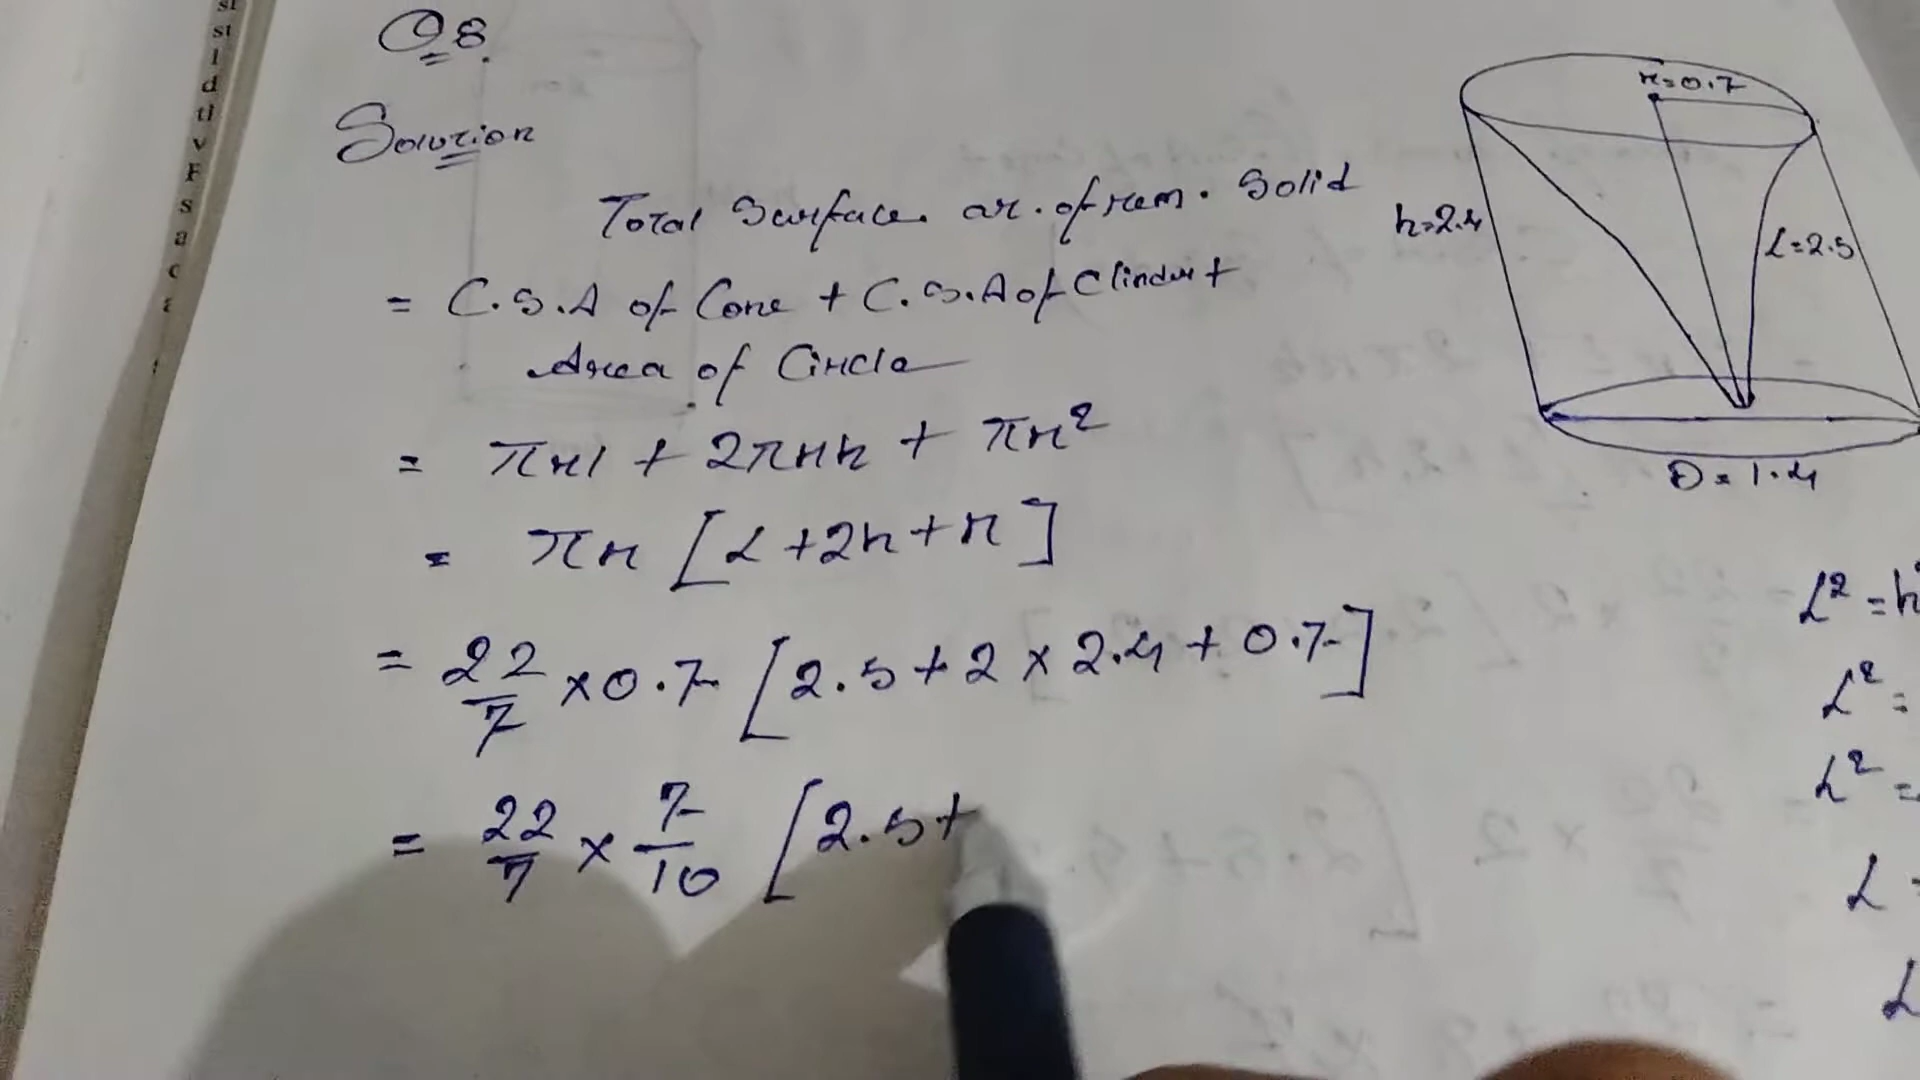 Q8.
Solution
Total Surface. ar. of rem. Solid
= C.S.A of Cone + C.S.A of Clinder +
Area of Circle
= πrl + 2πrh + πr²
= πr [L + 2h + r]
= 22/7 × 0.7 [2.5 + 2 × 2.4 + 0.7]
= 22/7 × 7/10 [2.5 +
r=0.7
h=2.4
L=2.5
D=1.4
L² = h
L² =
L² =
L
L